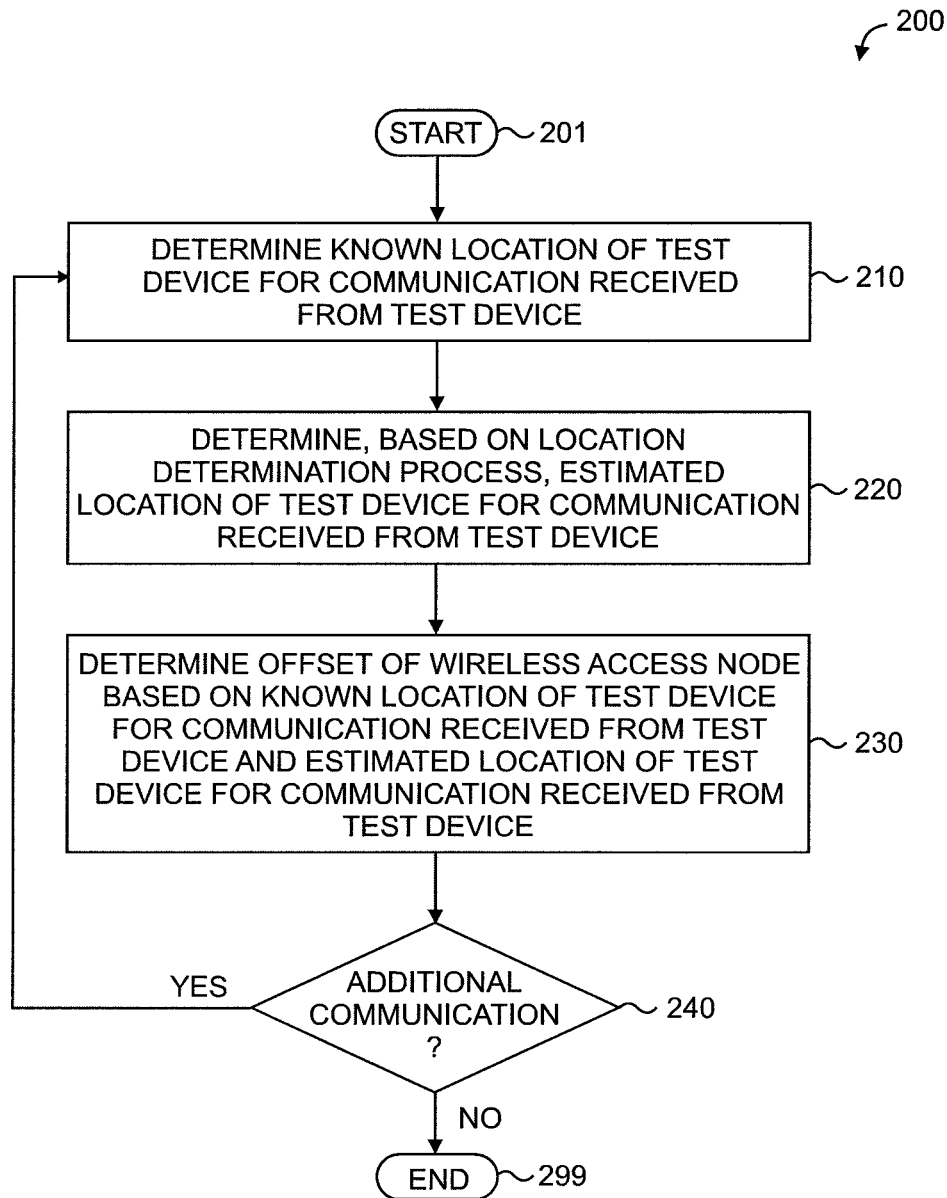 200
START 201
DETERMINE KNOWN LOCATION OF TEST
DEVICE FOR COMMUNICATION RECEIVED
FROM TEST DEVICE
210
DETERMINE, BASED ON LOCATION
DETERMINATION PROCESS, ESTIMATED
LOCATION OF TEST DEVICE FOR COMMUNICATION
RECEIVED FROM TEST DEVICE
220
DETERMINE OFFSET OF WIRELESS ACCESS NODE
BASED ON KNOWN LOCATION OF TEST DEVICE
FOR COMMUNICATION RECEIVED FROM TEST
DEVICE AND ESTIMATED LOCATION OF TEST
DEVICE FOR COMMUNICATION RECEIVED FROM
TEST DEVICE
230
YES
ADDITIONAL
COMMUNICATION
?
240
NO
END 299